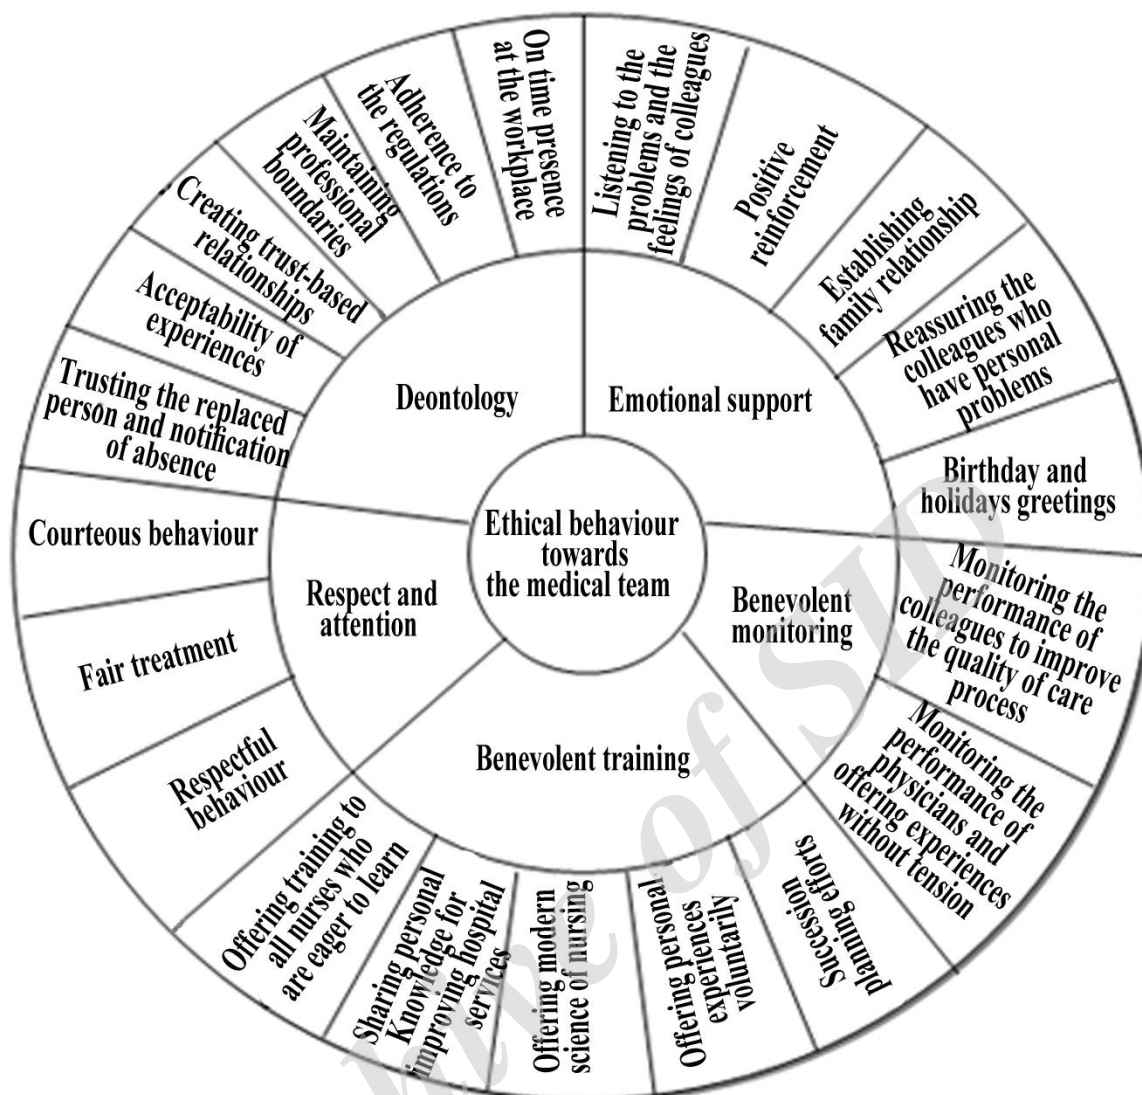 Ethical behaviour
towards
the medical team
Emotional support
Listening to the
problems and the
feelings of colleagues
Positive
reinforcement
Establishing
family relationship
Reassuring the
colleagues who
have personal
problems
Birthday and
holidays greetings
Benevolent
monitoring
Monitoring the
performance of
colleagues to improve
the quality of care
process
Monitoring the
performance of
physicians and
offering experiences
without tension
Benevolent training
Succession
planning efforts
Offering personal
experiences
voluntarity
Offering modern
science of nursing
Sharing personal
Knowledge for
iimproving hospital
services
Offering training to
all nurses who
are eager to learn
Respect and
attention
Respectful
behaviour
Fair treatment
Courteous behaviour
Deontology
Trusting the replaced
person and notification
of absence
Acceptability of
experiences
Creating trust-based
relationships
Maintaining
professional
boundaries
Adherence to
the regulations
On time presence
at the workplace
hive of SID